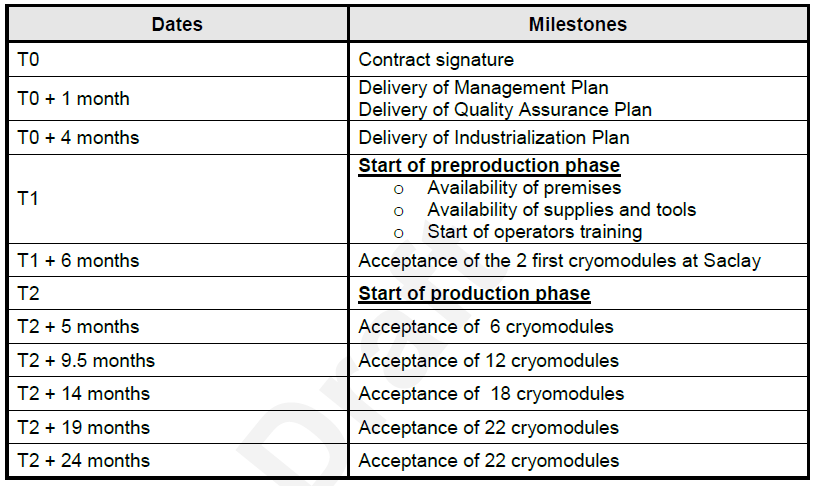 Dates Milestones
T0 Contract signature
T0 + 1 month Delivery of Management Plan
Delivery of Quality Assurance Plan
T0 + 4 months Delivery of Industrialization Plan
T1 Start of preproduction phase
o Availability of premises
o Availability of supplies and tools
o Start of operators training
T1 + 6 months Acceptance of the 2 first cryomodules at Saclay
T2 Start of production phase
T2 + 5 months Acceptance of  6 cryomodules
T2 + 9.5 months Acceptance of 12 cryomodules
T2 + 14 months Acceptance of  18 cryomodules
T2 + 19 months Acceptance of 22 cryomodules
T2 + 24 months Acceptance of 22 cryomodules
Draft